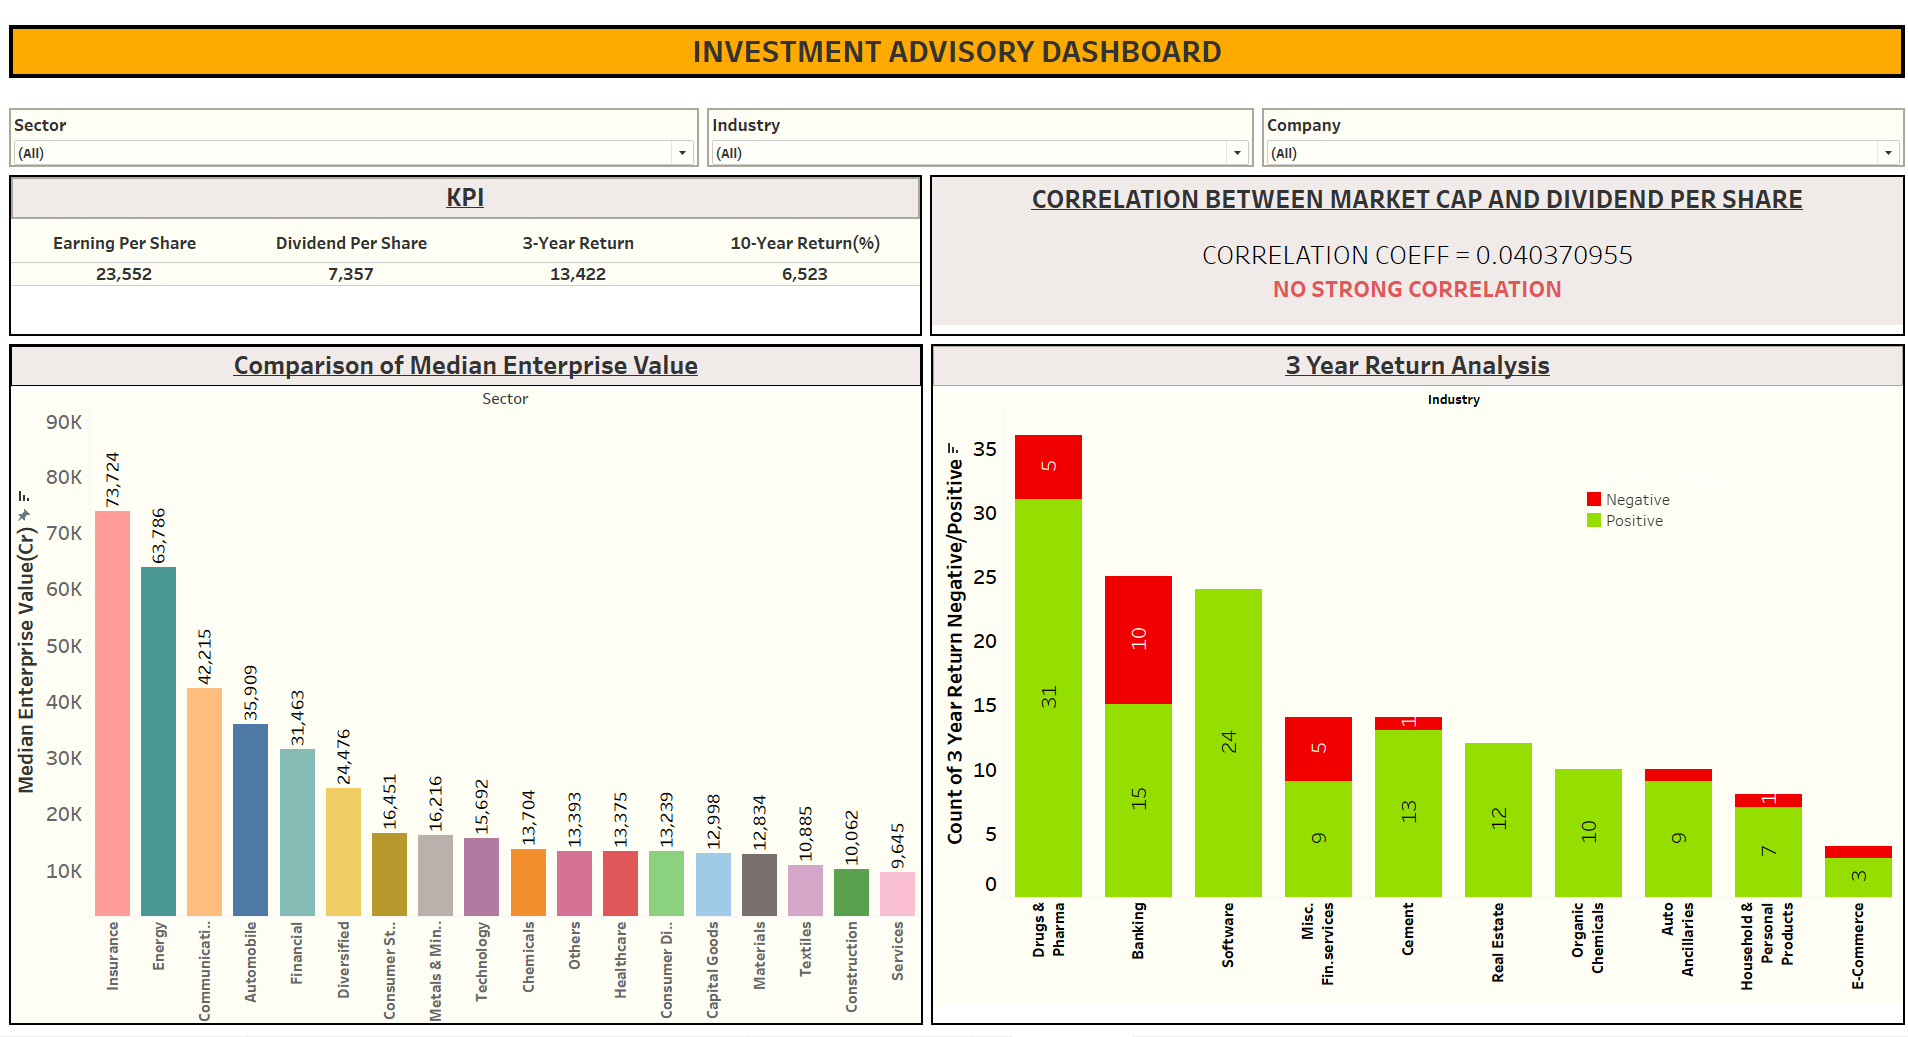 INVESTMENT ADVISORY DASHBOARD
Sector
(All)
Industry
(All)
Company
(All)
KPI
Earning Per Share
Dividend Per Share
3-Year Return
10-Year Return(%)
23,552
7,357
13,422
6,523
CORRELATION BETWEEN MARKET CAP AND DIVIDEND PER SHARE
CORRELATION COEFF = 0.040370955
NO STRONG CORRELATION
Comparison of Median Enterprise Value
Sector
Median Enterprise Value(Cr)
90K
80K
70K
60K
50K
40K
30K
20K
10K
73,724
63,786
42,215
35,909
31,463
24,476
16,451
16,216
15,692
13,704
13,393
13,375
13,239
12,998
12,834
10,885
10,062
9,645
Insurance
Energy
Communicati..
Automobile
Financial
Diversified
Consumer St..
Metals & Min..
Technology
Chemicals
Others
Healthcare
Consumer Di..
Capital Goods
Materials
Textiles
Construction
Services
3 Year Return Analysis
Industry
Count of 3 Year Return Negative/Positive
35
30
25
20
15
10
5
0
Negative
Positive
5
31
10
15
24
5
9
1
13
12
10
9
1
7
3
Drugs &
Pharma
Banking
Software
Misc.
Fin.services
Cement
Real Estate
Organic
Chemicals
Auto
Ancillaries
Household &
Personal
Products
E-Commerce